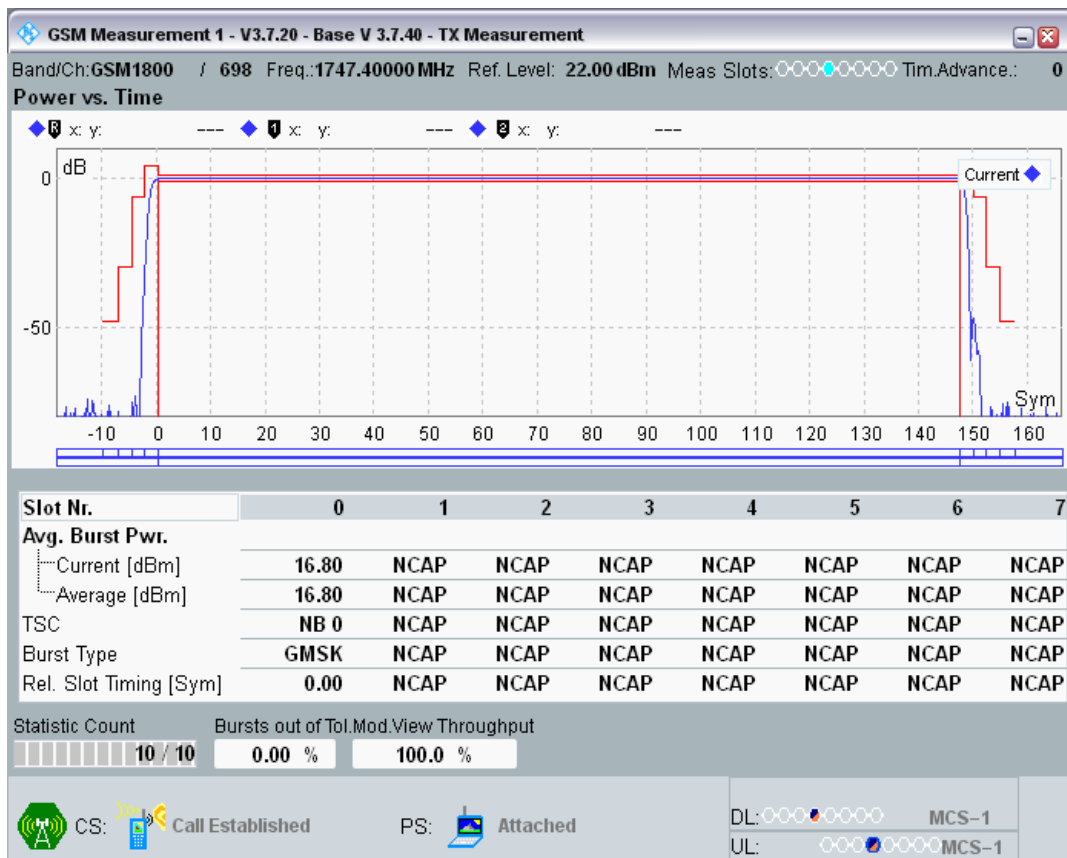 GSM Measurement 1 - V3.7.20 - Base V 3.7.40 - TX Measurement
Band/Ch:GSM1800 / 698 Freq.:1747.40000 MHz Ref. Level: 22.00 dBm Meas Slots: Tim.Advance.: 0
Power vs. Time
R x: y: --- 1 x: y: --- 2 x: y: ---
dB
Current
0
-50
Sym
-10 0 10 20 30 40 50 60 70 80 90 100 110 120 130 140 150 160
Slot Nr. 0 1 2 3 4 5 6 7
Avg. Burst Pwr.
Current [dBm] 16.80 NCAP NCAP NCAP NCAP NCAP NCAP NCAP
Average [dBm] 16.80 NCAP NCAP NCAP NCAP NCAP NCAP NCAP
TSC NB 0 NCAP NCAP NCAP NCAP NCAP NCAP NCAP
Burst Type GMSK NCAP NCAP NCAP NCAP NCAP NCAP NCAP
Rel. Slot Timing [Sym] 0.00 NCAP NCAP NCAP NCAP NCAP NCAP NCAP
Statistic Count Bursts out of Tol.Mod.View Throughput
10 / 10 0.00 % 100.0 %
CS: Call Established PS: Attached
DL: MCS-1
UL: MCS-1